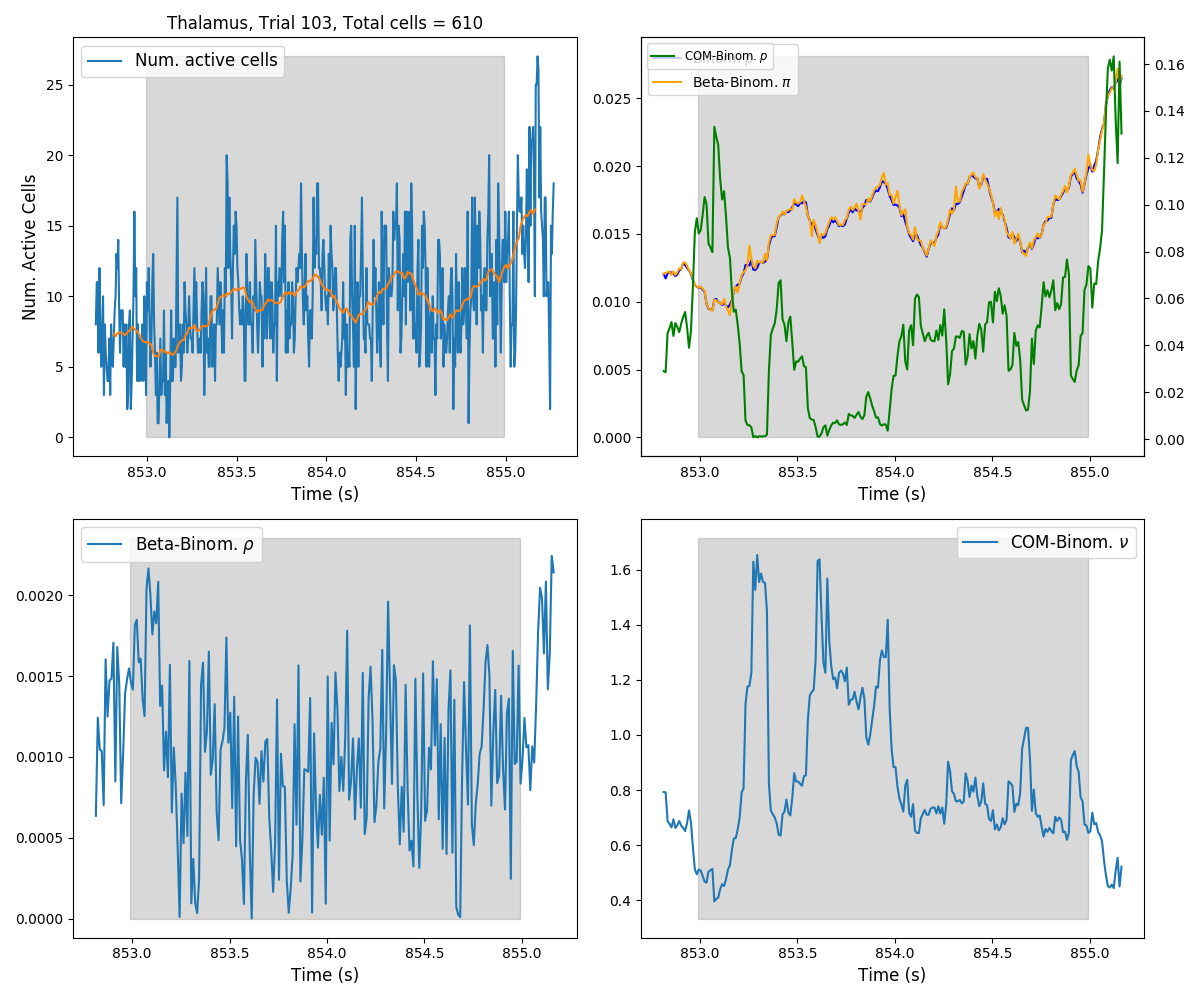 Thalamus, Trial 103, Total cells = 610
Num. active cells
Num. Active Cells
25
20
15
10
5
0
853.0 853.5 854.0 854.5 855.0
Time (s)
COM-Binom. p
Beta-Binom. π
0.025
0.020
0.015
0.010
0.005
0.000
0.16
0.14
0.12
0.10
0.08
0.06
0.04
0.02
0.00
853.0 853.5 854.0 854.5 855.0
Time (s)
Beta-Binom. ρ
0.0020
0.0015
0.0010
0.0005
0.0000
853.0 853.5 854.0 854.5 855.0
Time (s)
COM-Binom. ν
1.6
1.4
1.2
1.0
0.8
0.6
0.4
853.0 853.5 854.0 854.5 855.0
Time (s)